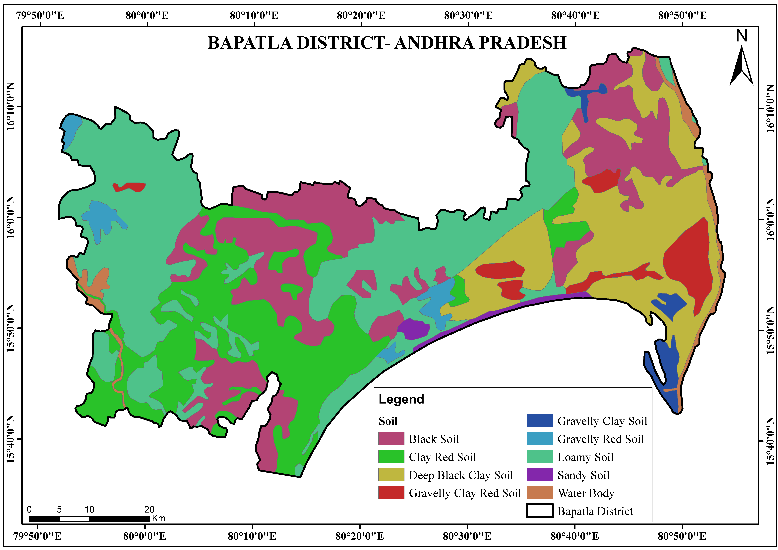 79°50'0"E 80°0'0"E 80°10'0"E 80°20'0"E 80°30'0"E 80°40'0"E 80°50'0"E
BAPATLA DISTRICT- ANDHRA PRADESH
N
16°10'0"N 16°10'0"N
16°0'0"N 16°0'0"N
15°50'0"N 15°50'0"N
15°40'0"N 15°40'0"N
Legend
Soil
Black Soil
Clay Red Soil
Deep Black Clay Soil
Gravelly Clay Red Soil
Gravelly Clay Soil
Gravelly Red Soil
Loamy Soil
Sandy Soil
Water Body
Bapatla District
0 5 10 20
Km
79°50'0"E 80°0'0"E 80°10'0"E 80°20'0"E 80°30'0"E 80°40'0"E 80°50'0"E